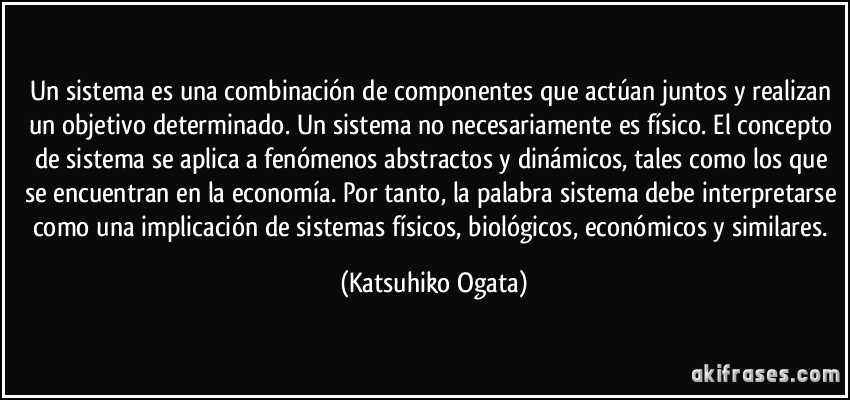 Un sistema es una combinación de componentes que actúan juntos y realizan
un objetivo determinado. Un sistema no necesariamente es físico. El concepto
de sistema se aplica a fenómenos abstractos y dinámicos, tales como los que
se encuentran en la economía. Por tanto, la palabra sistema debe interpretarse
como una implicación de sistemas físicos, biológicos, económicos y similares.
(Katsuhiko Ogata)
akifrases.com